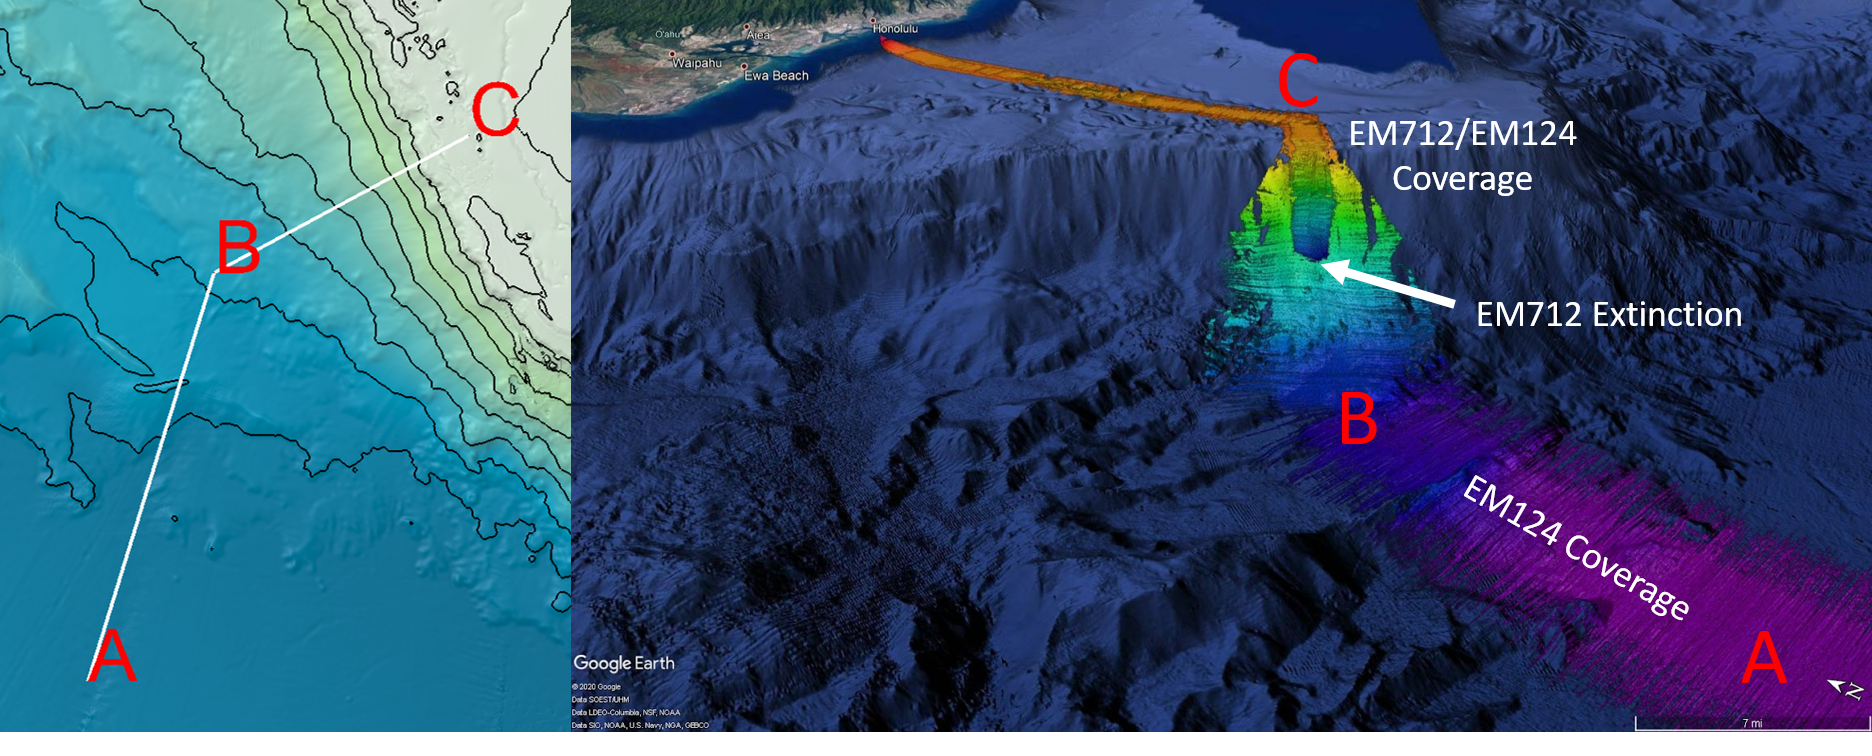 C
B
A
Honolulu
O'ahu
Aiea
Waipahu
Ewa Beach
C
EM712/EM124
Coverage
EM712 Extinction
B
EM124 Coverage
A
N
7 mi
Google Earth
© 2020 Google
Data SOEST/UHM
Data LDEO-Columbia, NSF, NOAA
Data SIO, NOAA, U.S. Navy, NGA, GEBCO